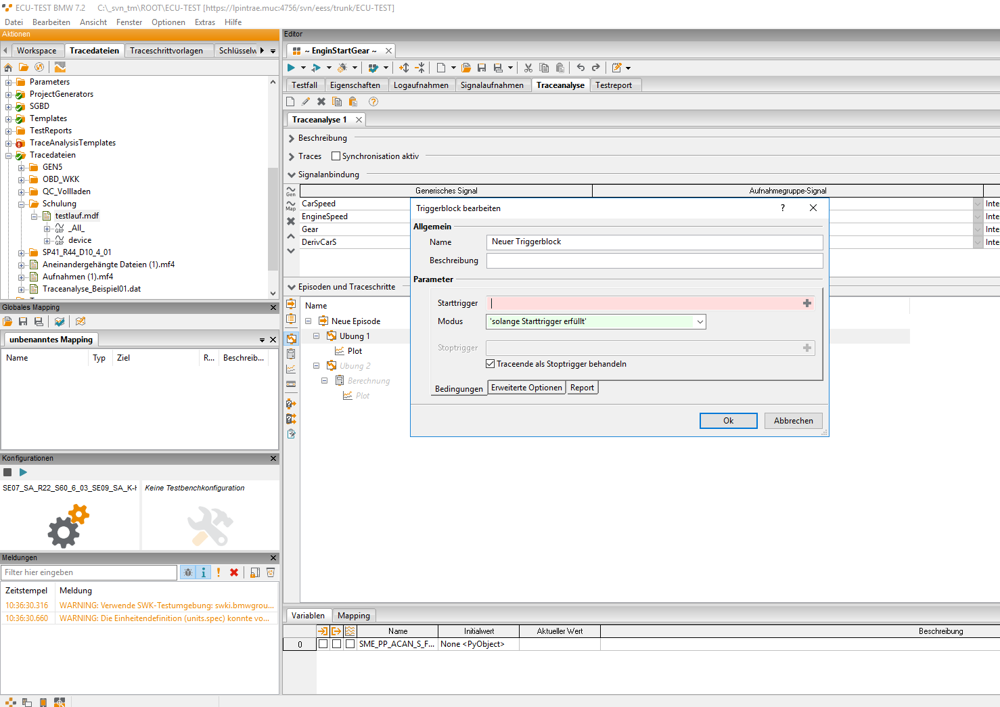 ECU-TEST BMW 7.2 C:\_svn_tm\ROOT\ECU-TEST [https://lpintrae.muc:4756/svn/eess/trunk/ECU-TEST]
Datei Bearbeiten Ansicht Fenster Optionen Extras Hilfe
Aktionen
Workspace Tracedateien Traceschrittvorlagen Schlüsselw
Parameters
ProjectGenerators
SGBD
Templates
TestReports
TraceAnalysisTemplates
Tracedateien
GEN5
OBD_WKK
QC_Vollladen
Schulung
testlauf.mdf
GRP _All_
GRP device
SP41_R44_D10_4_01
Aneinandergehängte Dateien (1).mf4
Aufnahmen (1).mf4
Traceanalyse_Beispiel01.dat
Globales Mapping
unbenanntes Mapping
Name Typ Ziel R... Beschreib...
Konfigurationen
SE07_SA_R22_S60_6_03_SE09_SA_K-H
Keine Testbenchkonfiguration
Meldungen
Filter hier eingeben
Zeitstempel Meldung
10:36:30.316 WARNING: Verwende SWK-Testumgebung: swki.bmwgrou...
10:36:30.660 WARNING: Die Einheitendefinition (units.spec) konnte vo...
Editor
~ EnginStartGear ~
Testfall Eigenschaften Logaufnahmen Signalaufnahmen Traceanalyse Testreport
Traceanalyse 1
Beschreibung
Traces Synchronisation aktiv
Signalanbindung
Gen
Map
Generisches Signal Aufnahmegruppe-Signal
CarSpeed Inte
EngineSpeed Inte
Gear Inte
DerivCarS Inte
Episoden und Traceschritte
Name
Neue Episode
Übung 1
Plot
Übung 2
Berechnung
Plot
Triggerblock bearbeiten ?
Allgemein
Name Neuer Triggerblock
Beschreibung
Parameter
Starttrigger
Modus 'solange Starttrigger erfüllt'
Stoptrigger
Traceende als Stoptrigger behandeln
Bedingungen Erweiterte Optionen Report
Ok Abbrechen
Variablen Mapping
Name Initialwert Aktueller Wert Beschreibung
0 SME_PP_ACAN_S_F... None <PyObject>